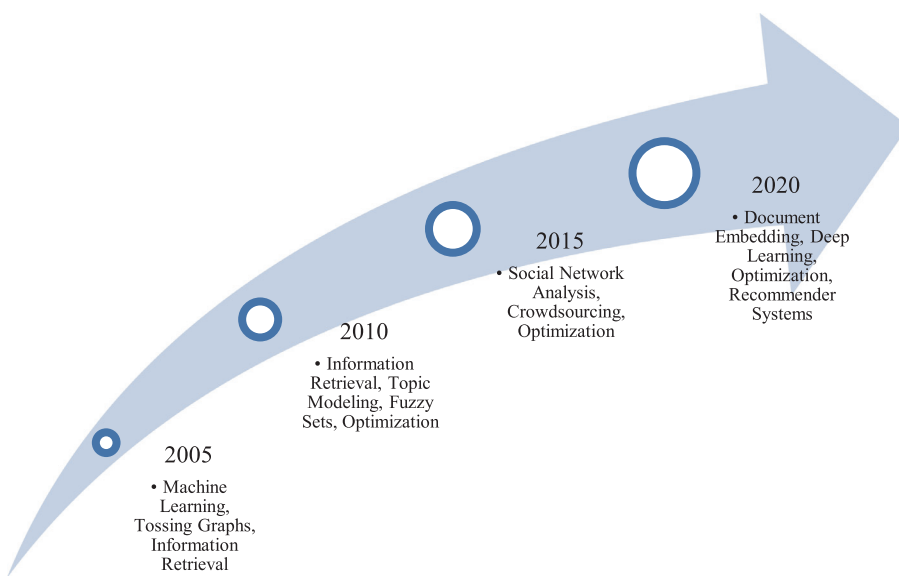 2005
• Machine
Learning,
Tossing Graphs,
Information
Retrieval
2010
• Information
Retrieval, Topic
Modeling, Fuzzy
Sets, Optimization
2015
• Social Network
Analysis,
Crowdsourcing,
Optimization
2020
• Document
Embedding, Deep
Learning,
Optimization,
Recommender
Systems